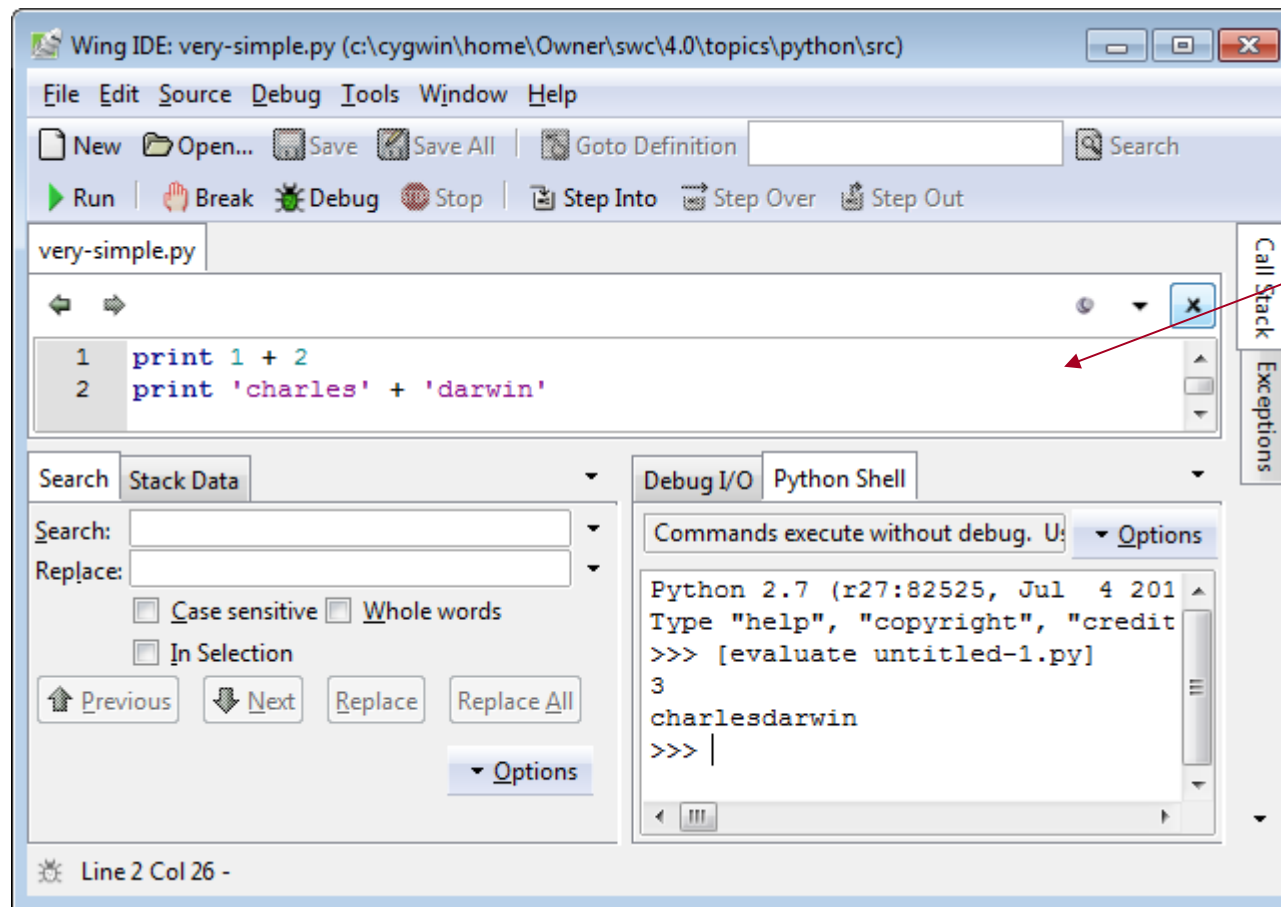 Wing IDE: very-simple.py (c:\cygwin\home\Owner\swc\4.0\topics\python\src)
File Edit Source Debug Tools Window Help
New Open... Save Save All Goto Definition Search
Run Break Debug Stop Step Into Step Over Step Out
very-simple.py
Call Stack
Exceptions
1 print 1 + 2
2 print 'charles' + 'darwin'
Search Stack Data
Search:
Replace:
Case sensitive Whole words
In Selection
Previous Next Replace Replace All
Options
Debug I/O Python Shell
Commands execute without debug. Us Options
Python 2.7 (r27:82525, Jul 4 201
Type "help", "copyright", "credit
>>> [evaluate untitled-1.py]
3
charlesdarwin
>>>
Line 2 Col 26 -